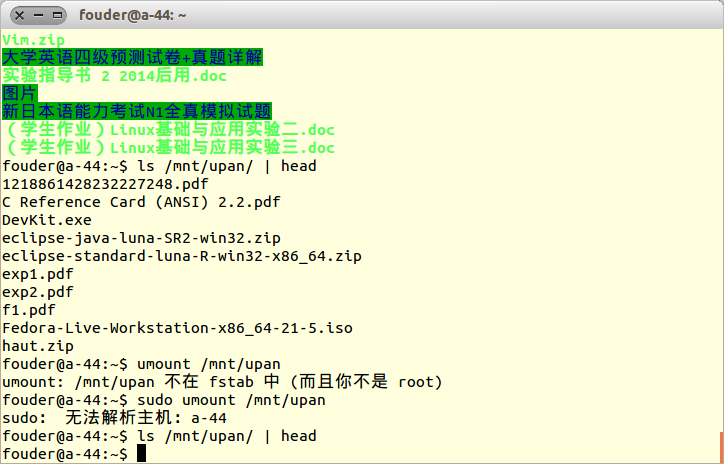 fouder@a-44: ~
Vim.zip
大学英语四级预测试卷+真题详解
实验指导书 2 2014后用.doc
图片
新日本语能力考试N1全真模拟试题
（学生作业）Linux基础与应用实验二.doc
（学生作业）Linux基础与应用实验三.doc
fouder@a-44:~$ ls /mnt/upan/ | head
1218861428232227248.pdf
C Reference Card (ANSI) 2.2.pdf
DevKit.exe
eclipse-java-luna-SR2-win32.zip
eclipse-standard-luna-R-win32-x86_64.zip
exp1.pdf
exp2.pdf
f1.pdf
Fedora-Live-Workstation-x86_64-21-5.iso
haut.zip
fouder@a-44:~$ umount /mnt/upan
umount: /mnt/upan 不在 fstab 中 (而且你不是 root)
fouder@a-44:~$ sudo umount /mnt/upan
sudo： 无法解析主机：a-44
fouder@a-44:~$ ls /mnt/upan/ | head
fouder@a-44:~$